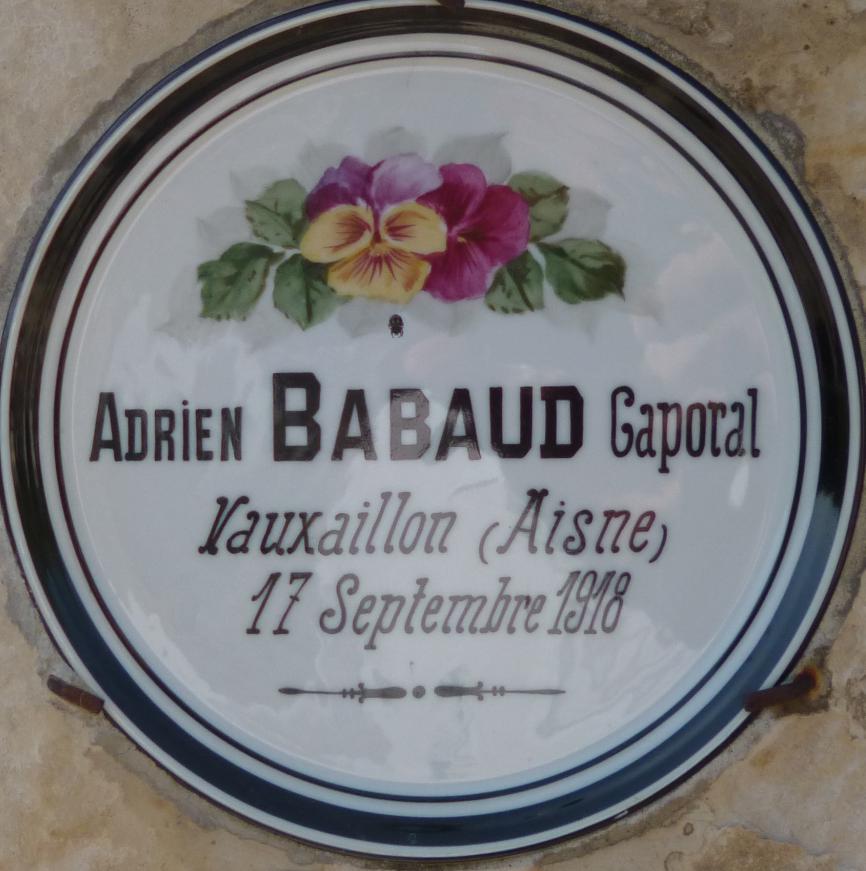 Adrien BABAUD Caporal
Vauxaillon (Aisne)
17 Septembre 1918